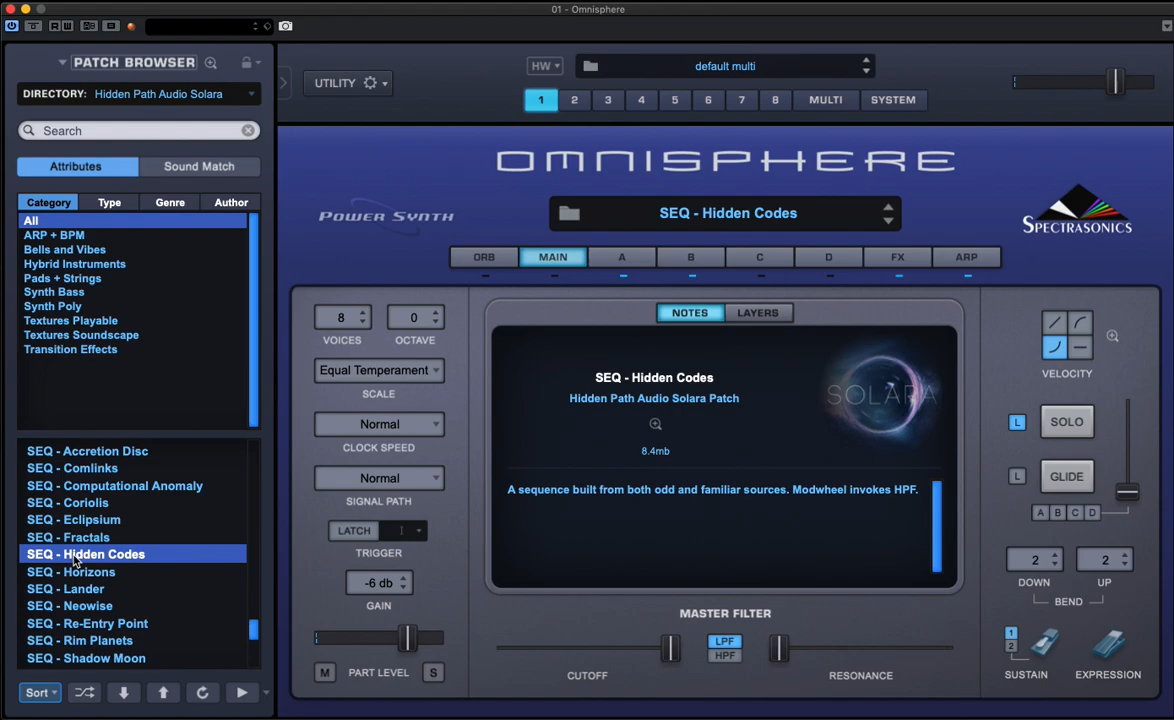 01 - Omnisphere
R W
PATCH BROWSER
DIRECTORY: Hidden Path Audio Solara
Search
Attributes Sound Match
Category Type Genre Author
All
ARP + BPM
Bells and Vibes
Hybrid Instruments
Pads + Strings
Synth Bass
Synth Poly
Textures Playable
Textures Soundscape
Transition Effects
SEQ - Accretion Disc
SEQ - Comlinks
SEQ - Computational Anomaly
SEQ - Coriolis
SEQ - Eclipsium
SEQ - Fractals
SEQ - Hidden Codes
SEQ - Horizons
SEQ - Lander
SEQ - Neowise
SEQ - Re-Entry Point
SEQ - Rim Planets
SEQ - Shadow Moon
Sort
UTILITY
HW
default multi
1 2 3 4 5 6 7 8 MULTI SYSTEM
OMNISPHERE
POWER SYNTH
SEQ - Hidden Codes
SPECTRASONICS
ORB MAIN A B C D FX ARP
8 0
VOICES OCTAVE
Equal Temperament
SCALE
Normal
CLOCK SPEED
Normal
SIGNAL PATH
LATCH
TRIGGER
-6 db
GAIN
M PART LEVEL S
NOTES LAYERS
SEQ - Hidden Codes
Hidden Path Audio Solara Patch
8.4mb
SOLARA
A sequence built from both odd and familiar sources. Modwheel invokes HPF.
MASTER FILTER
LPF
HPF
CUTOFF RESONANCE
VELOCITY
L SOLO
L GLIDE
A B C D
2 2
DOWN UP
BEND
1
2
SUSTAIN EXPRESSION